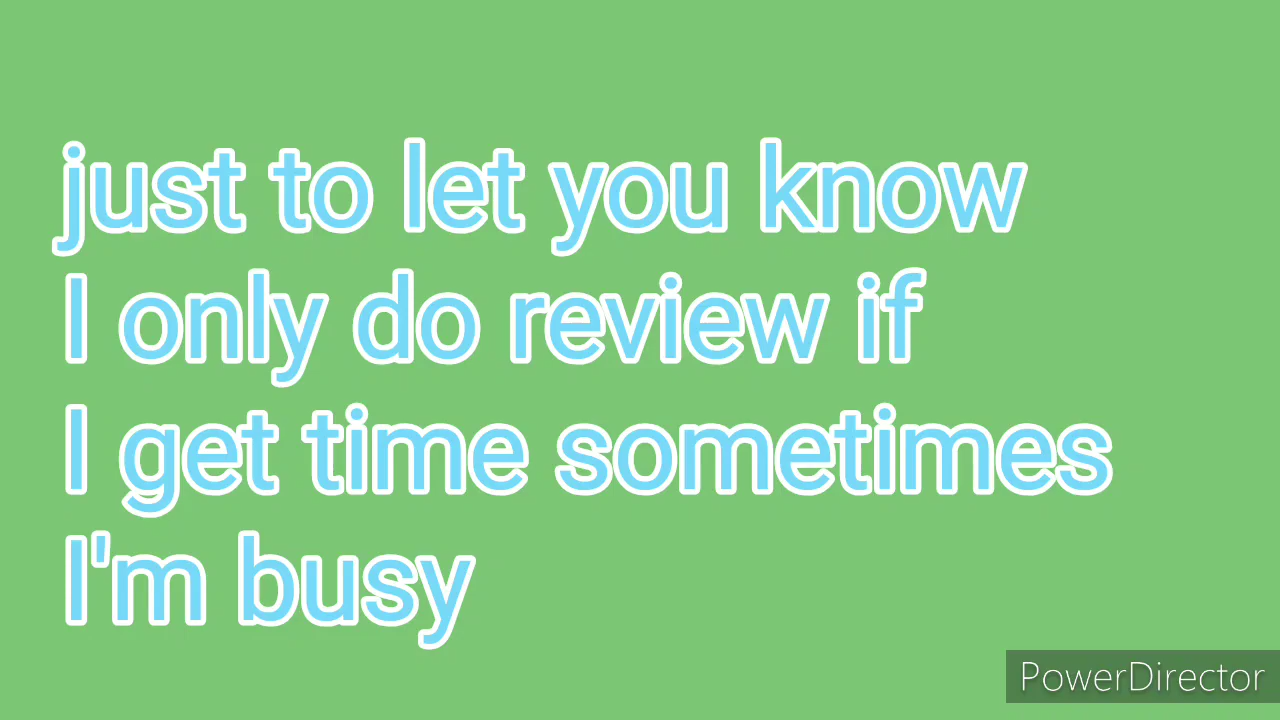 just to let you know
I only do review if
I get time sometimes
I'm busy
PowerDirector